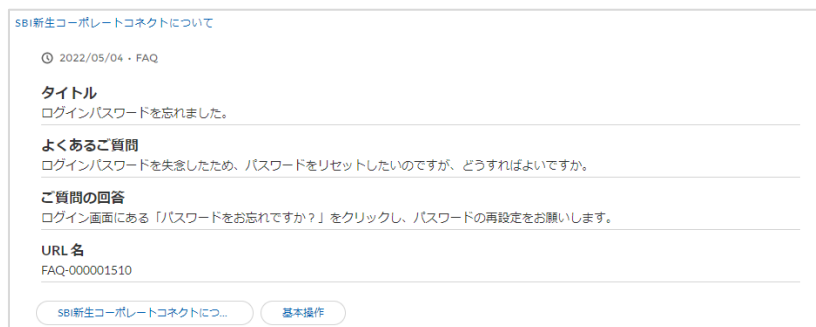 SBI新生コーポレートコネクトについて
2022/05/04・FAQ
タイトル
ログインパスワードを忘れました。
よくあるご質問
ログインパスワードを失念したため、パスワードをリセットしたいのですが、どうすればよいですか。
ご質問の回答
ログイン画面にある「パスワードをお忘れですか？」をクリックし、パスワードの再設定をお願いします。
URL 名
FAQ-000001510
SBI新生コーポレートコネクトにつ... 基本操作